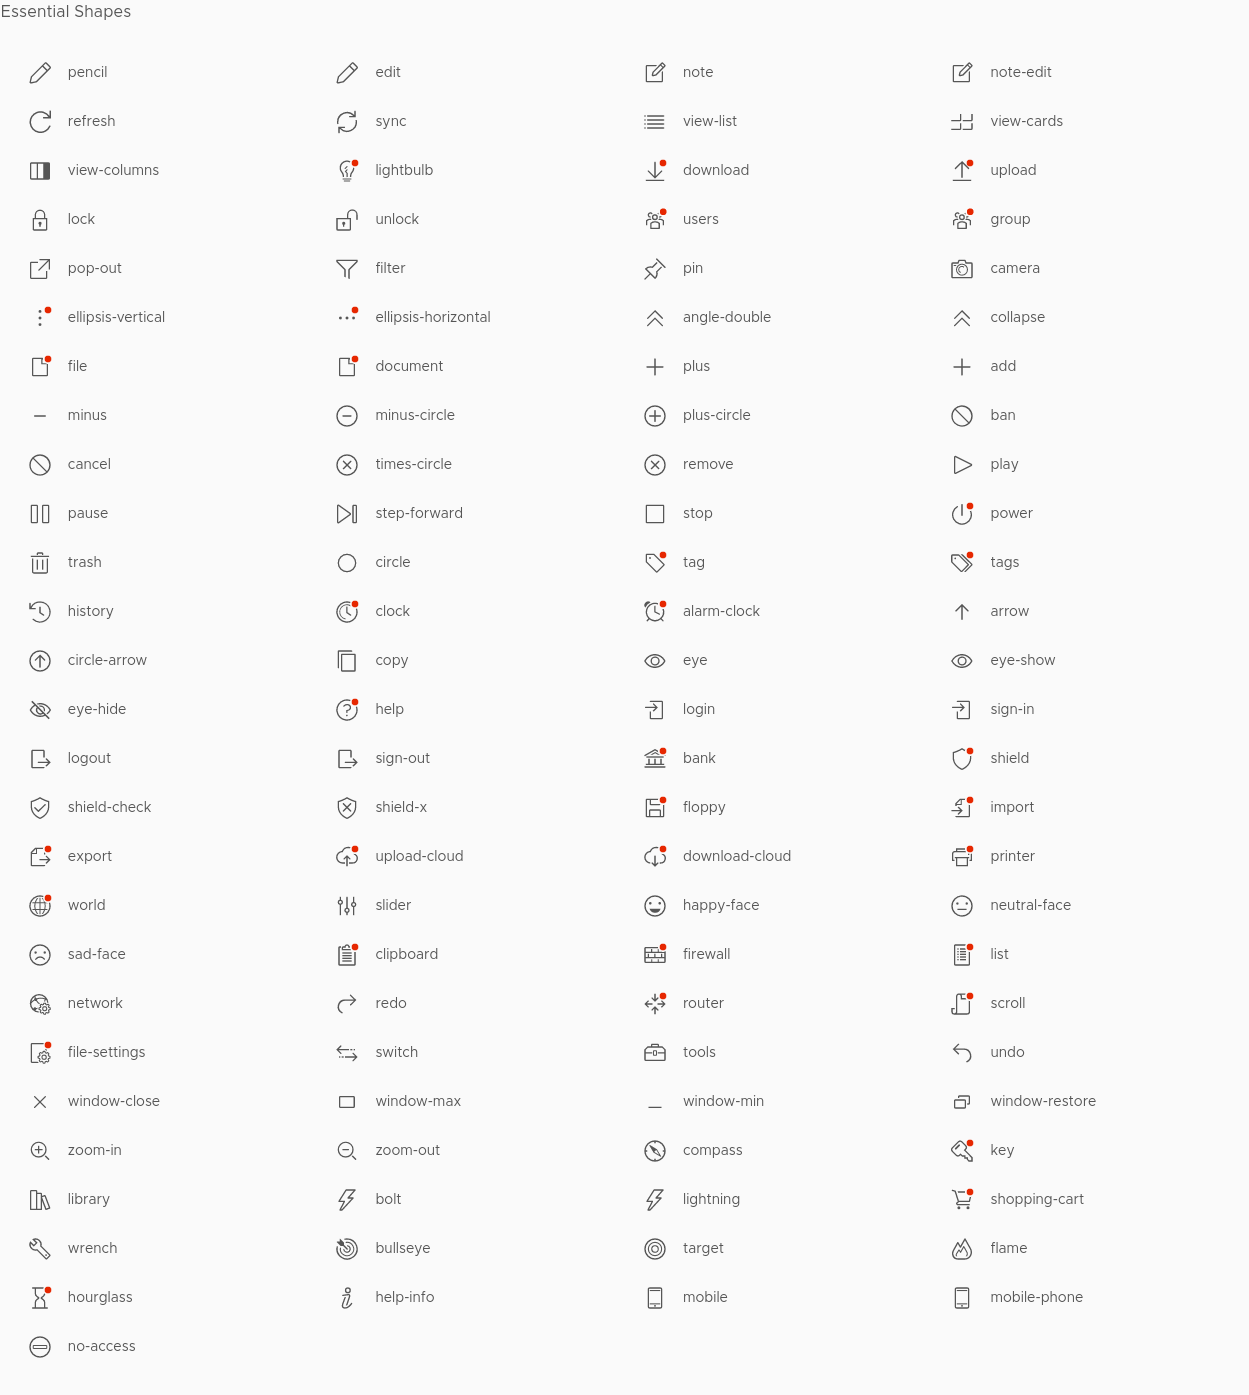 Essential Shapes
pencil edit note note-edit
refresh sync view-list view-cards
view-columns lightbulb download upload
lock unlock users group
pop-out filter pin camera
ellipsis-vertical ellipsis-horizontal angle-double collapse
file document plus add
minus minus-circle plus-circle ban
cancel times-circle remove play
pause step-forward stop power
trash circle tag tags
history clock alarm-clock arrow
circle-arrow copy eye eye-show
eye-hide help login sign-in
logout sign-out bank shield
shield-check shield-x floppy import
export upload-cloud download-cloud printer
world slider happy-face neutral-face
sad-face clipboard firewall list
network redo router scroll
file-settings switch tools undo
window-close window-max window-min window-restore
zoom-in zoom-out compass key
library bolt lightning shopping-cart
wrench bullseye target flame
hourglass help-info mobile mobile-phone
no-access